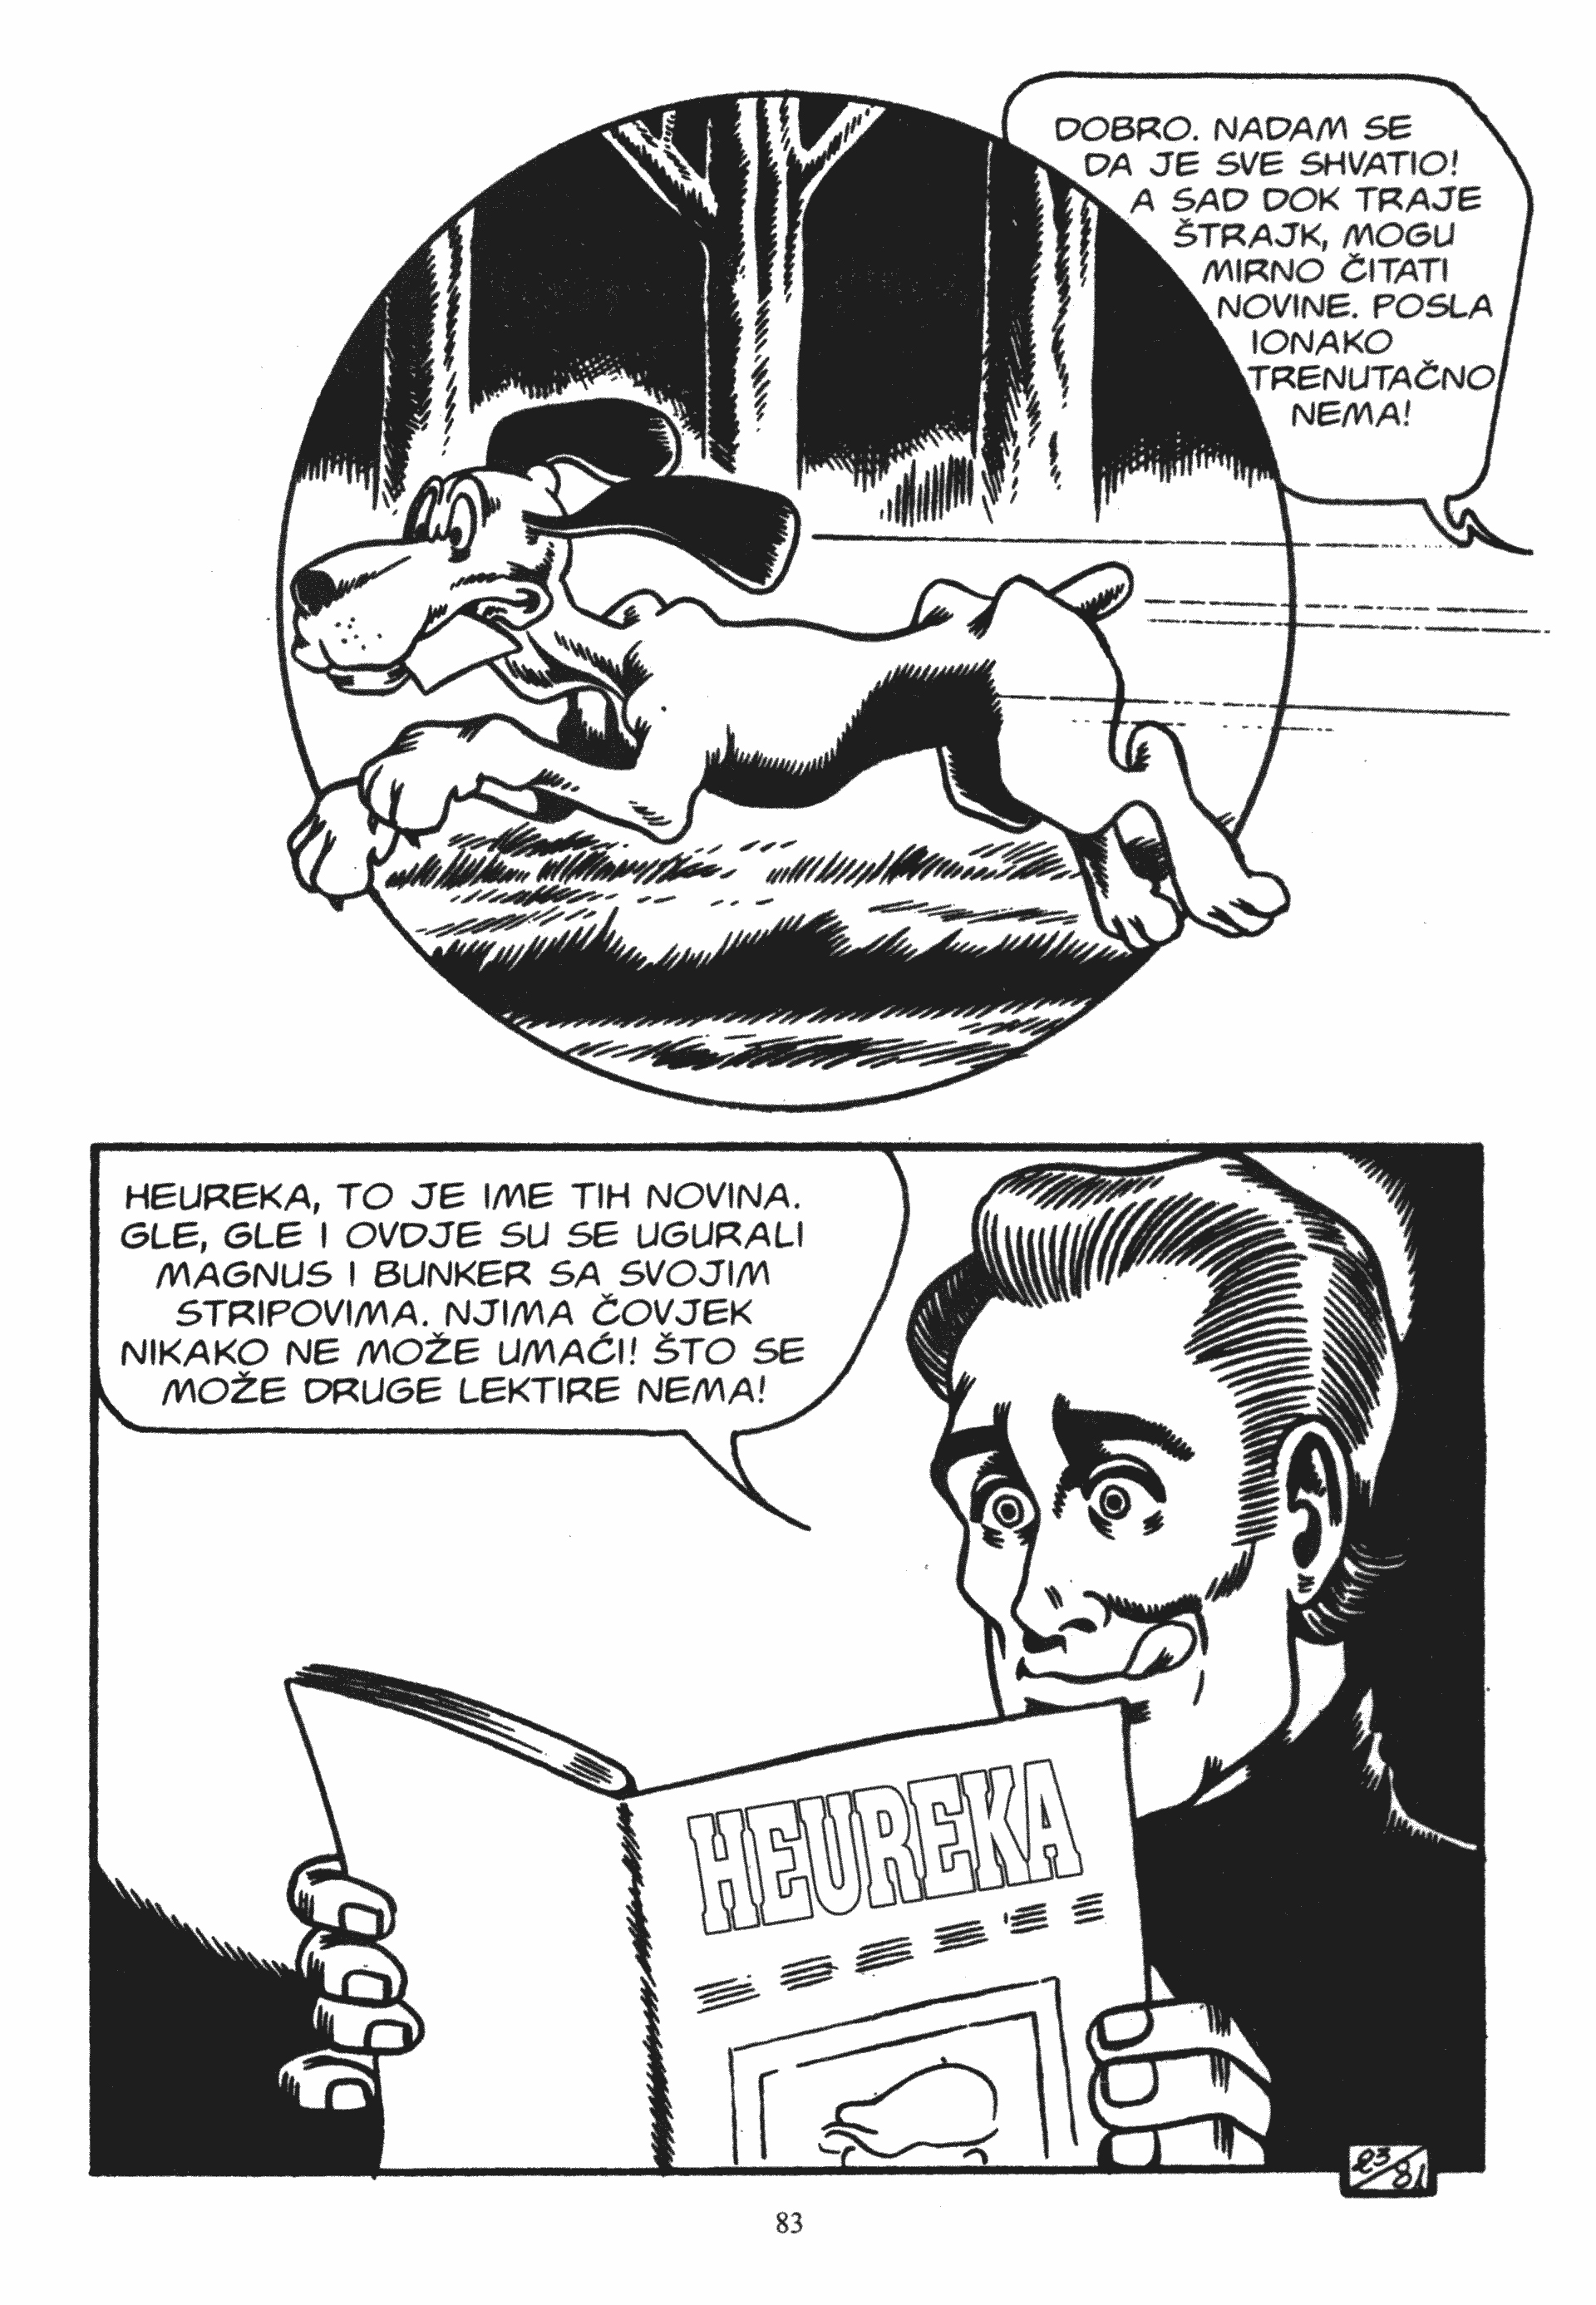 DOBRO. NADAM SE
DA JE SVE SHVATIO!
A SAD DOK TRAJE
ŠTRAJK, MOGU
MIRNO ČITATI
NOVINE. POSLA
IONAKO
TRENUTAČNO
NEMA!
HEUREKA, TO JE IME TIH NOVINA.
GLE, GLE I OVDJE SU SE UGURALI
MAGNUS I BUNKER SA SVOJIM
STRIPOVIMA. NJIMA ČOVJEK
NIKAKO NE MOŽE UMAĆI! ŠTO SE
MOŽE DRUGE LEKTIRE NEMA!
HEUREKA
83